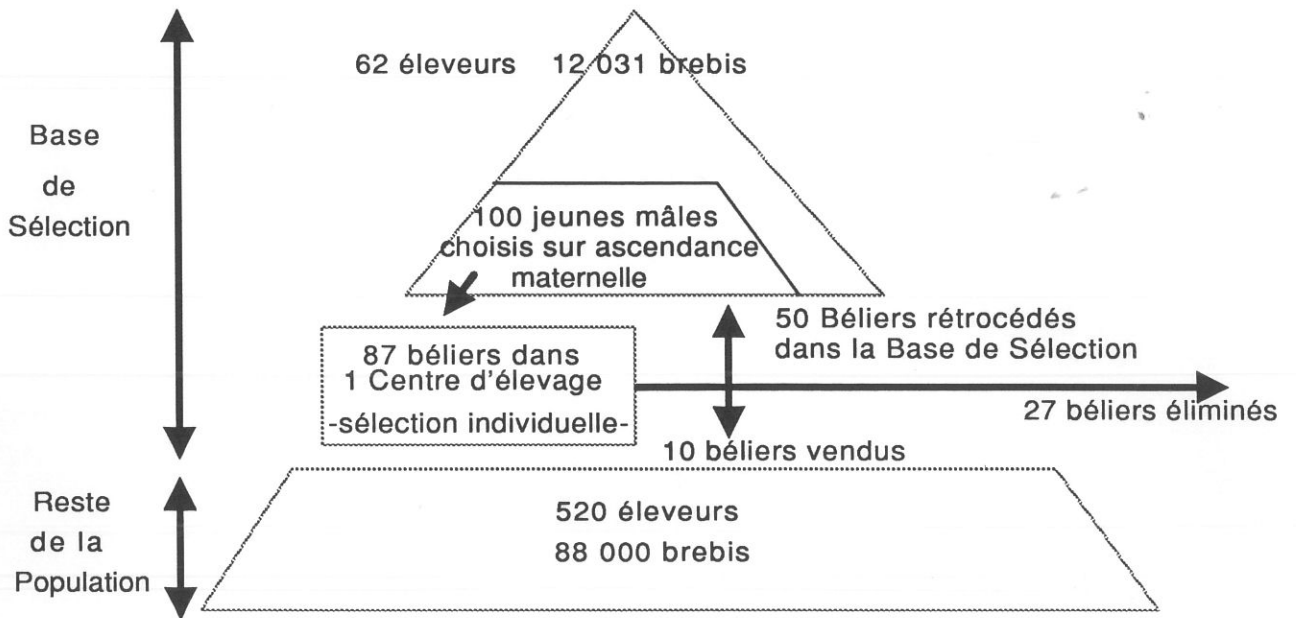 62 éleveurs 12 031 brebis
Base
de
Sélection
100 jeunes mâles
choisis sur ascendance
maternelle
50 Béliers rétrocédés
dans la Base de Sélection
87 béliers dans
1 Centre d'élevage
-sélection individuelle-
27 béliers éliminés
10 béliers vendus
Reste
de la
Population
520 éleveurs
88 000 brebis